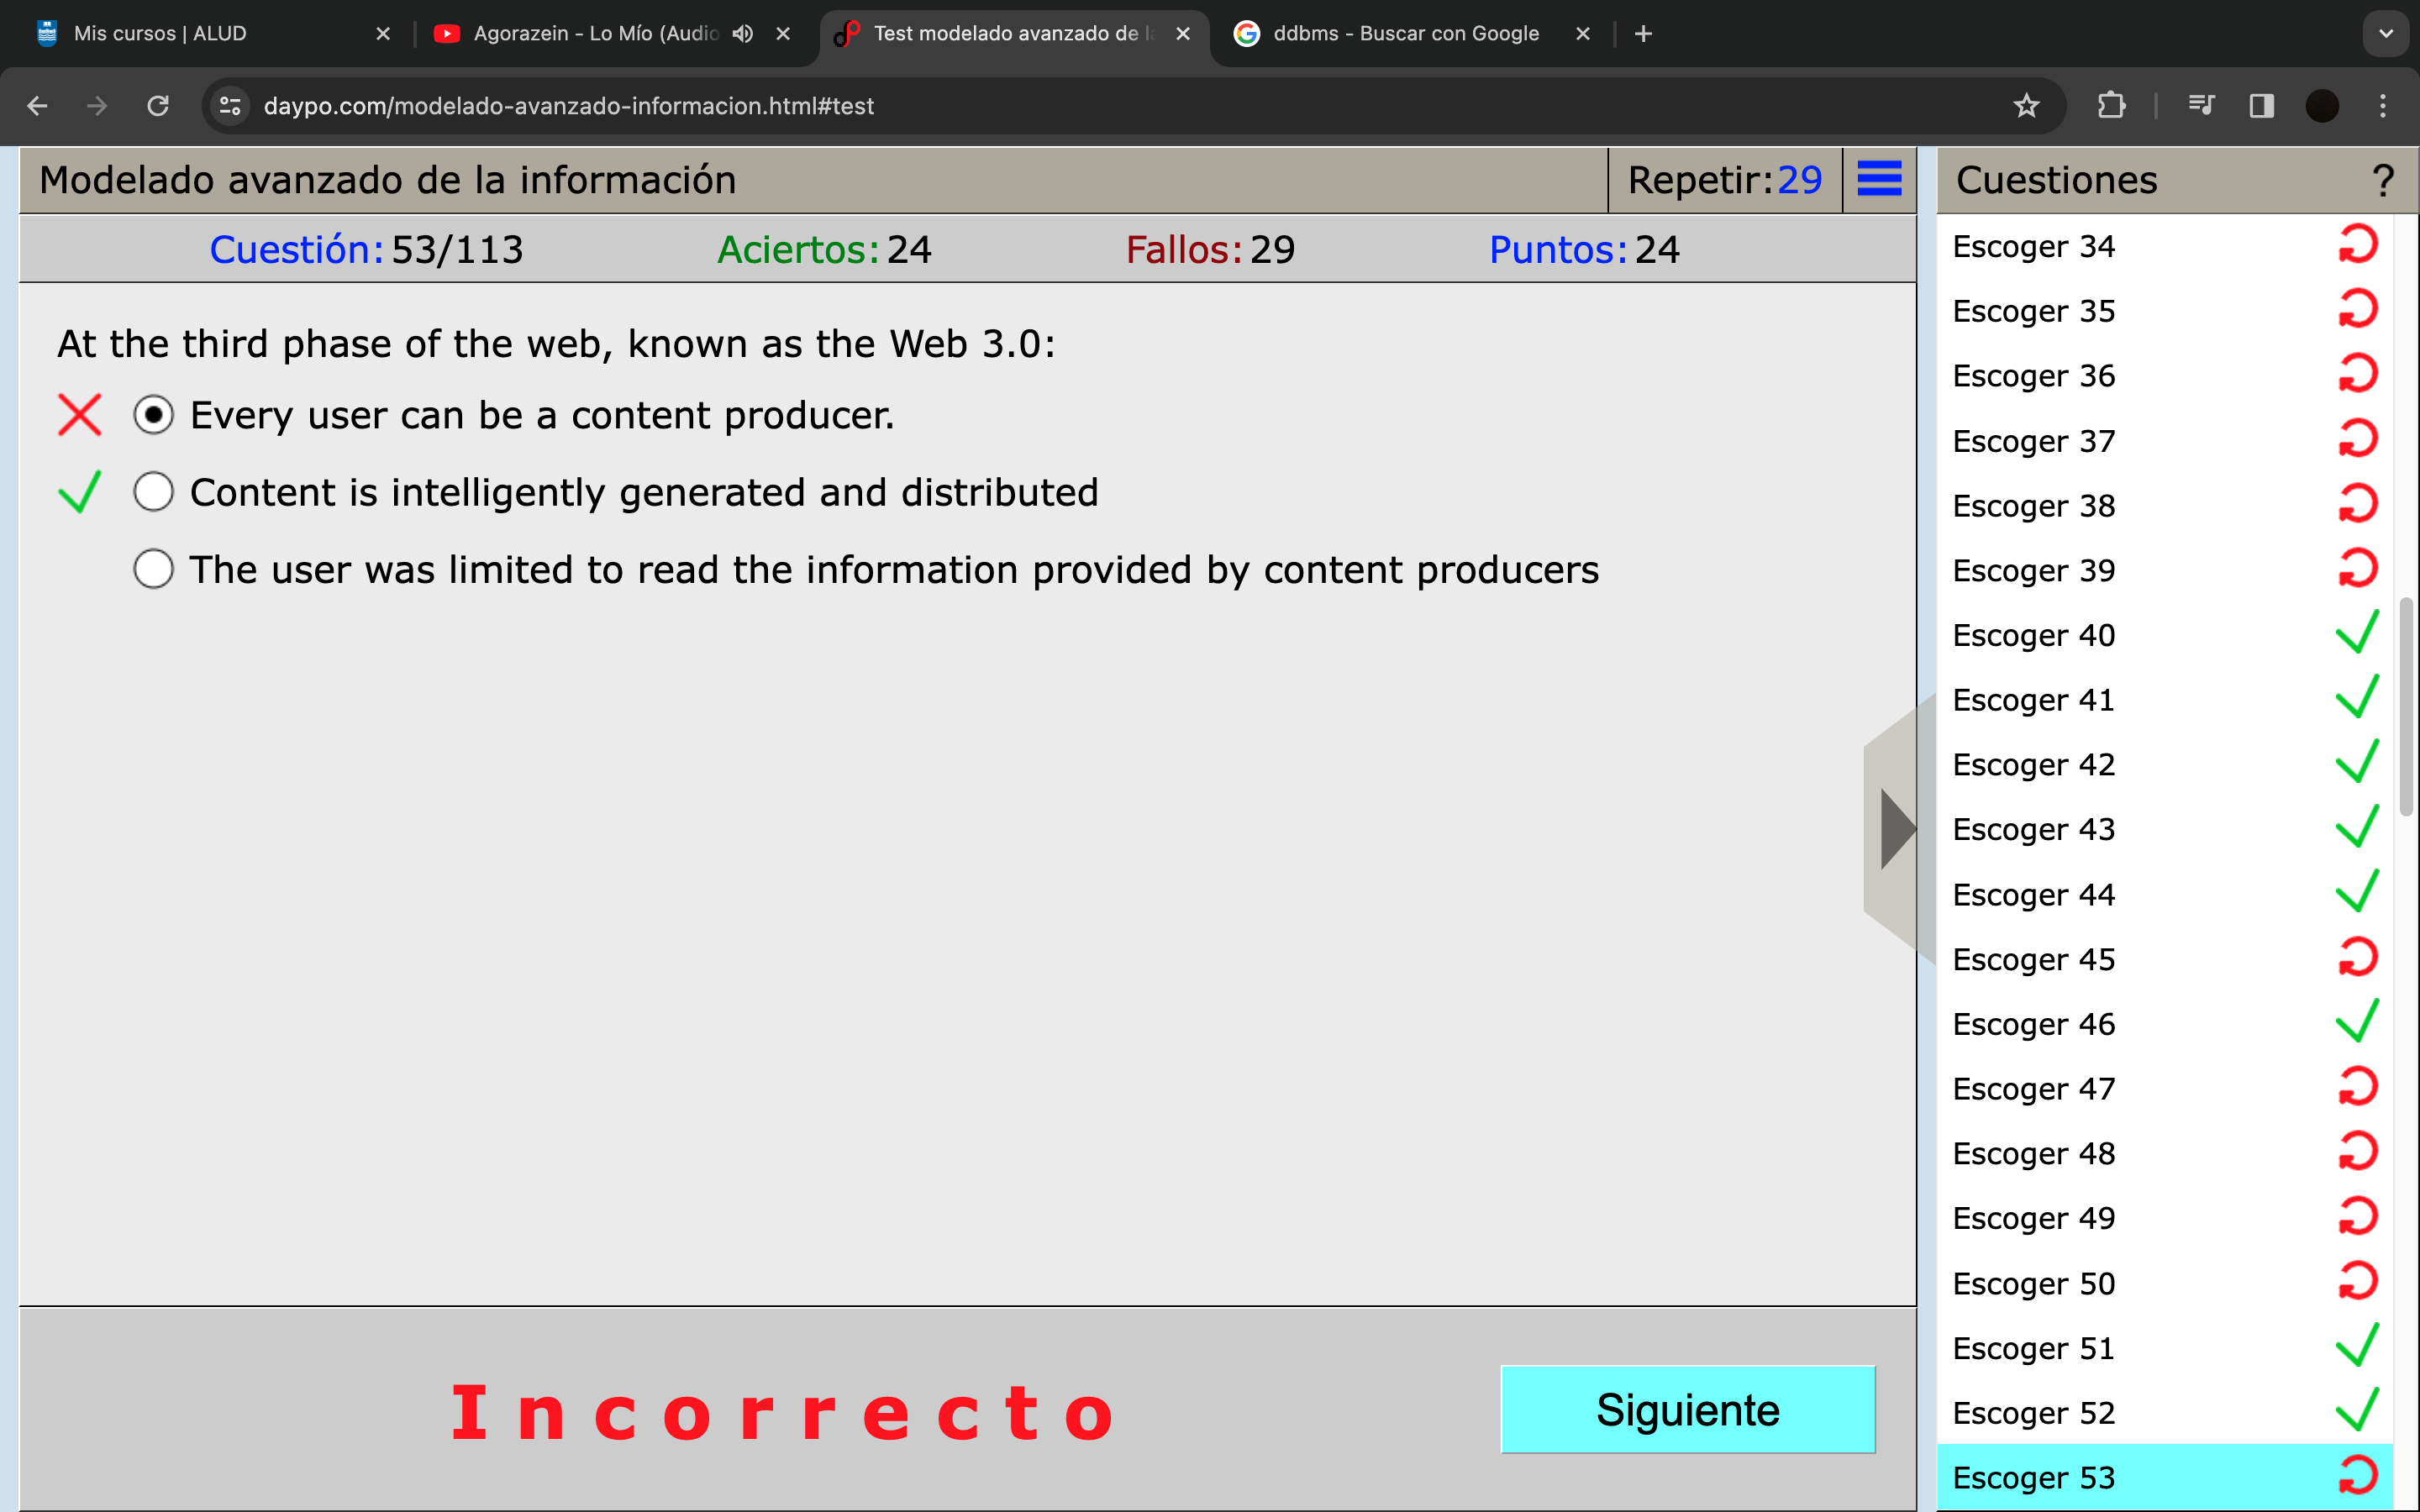 Mis cursos | ALUD
Agorazein - Lo Mío (Audio
Test modelado avanzado de l
ddbms - Buscar con Google
daypo.com/modelado-avanzado-informacion.html#test
Modelado avanzado de la información
Repetir:29
Cuestiones
?
Cuestión: 53/113
Aciertos: 24
Fallos: 29
Puntos: 24
At the third phase of the web, known as the Web 3.0:
Every user can be a content producer.
Content is intelligently generated and distributed
The user was limited to read the information provided by content producers
Incorrecto
Siguiente
Escoger 34
Escoger 35
Escoger 36
Escoger 37
Escoger 38
Escoger 39
Escoger 40
Escoger 41
Escoger 42
Escoger 43
Escoger 44
Escoger 45
Escoger 46
Escoger 47
Escoger 48
Escoger 49
Escoger 50
Escoger 51
Escoger 52
Escoger 53